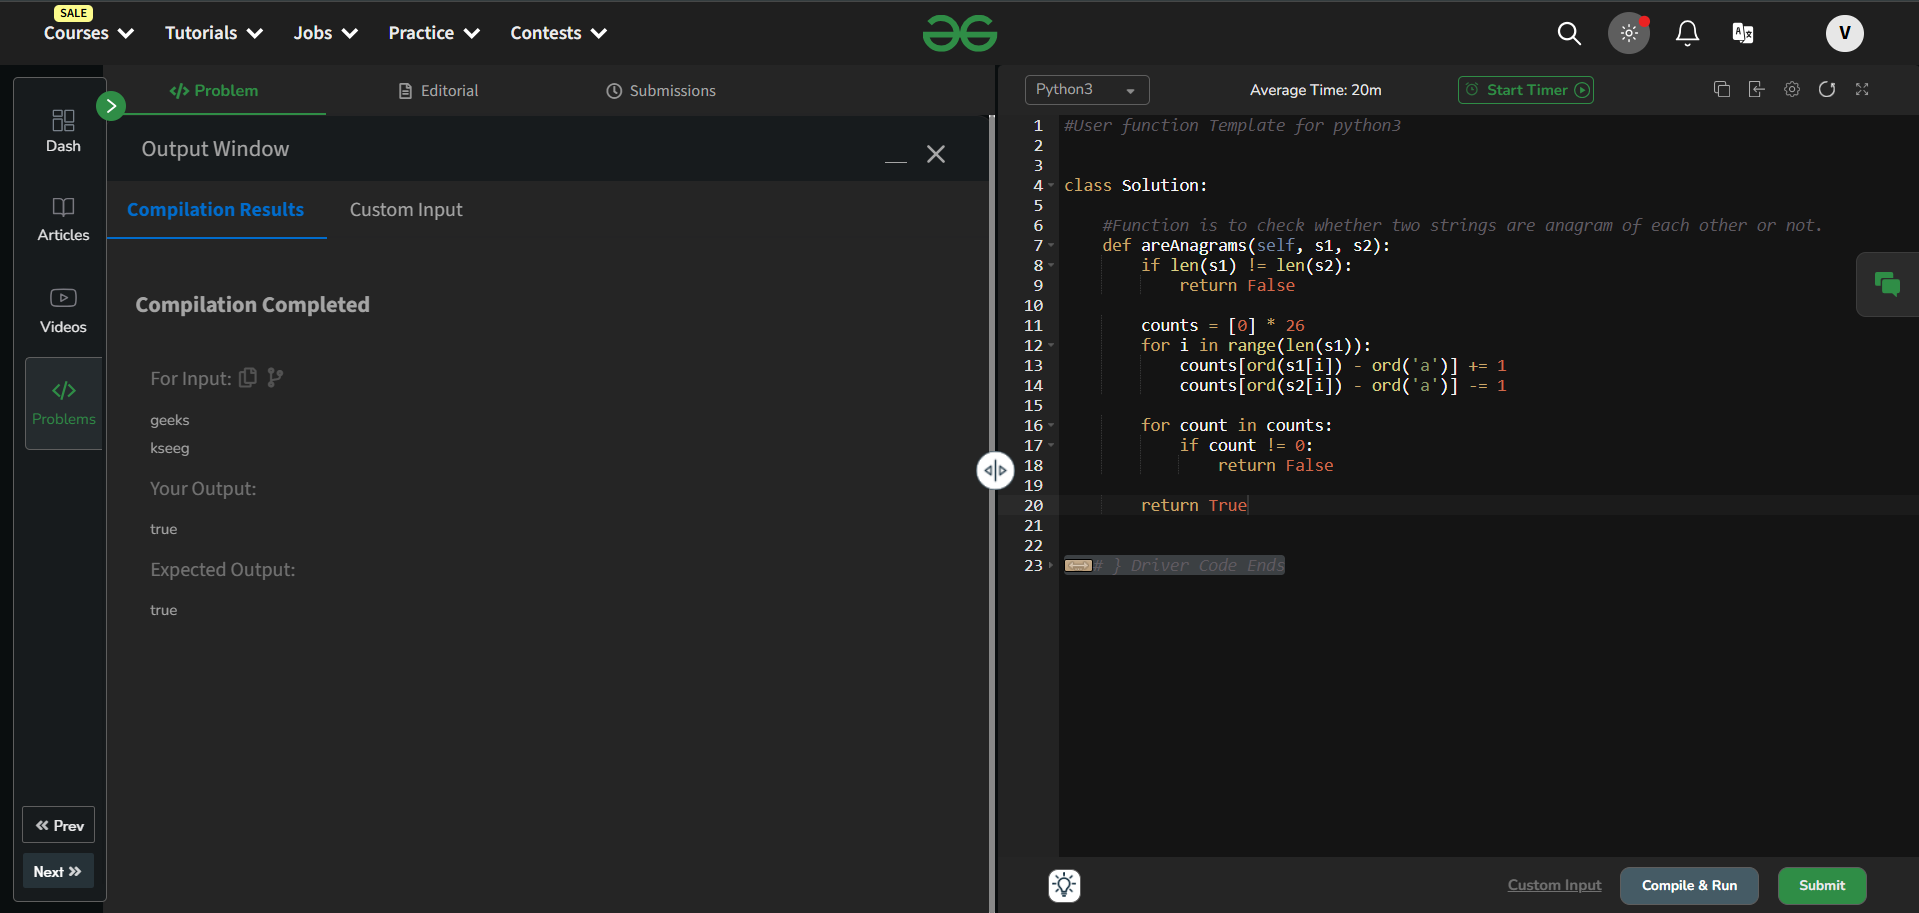 SALE
Courses Tutorials Jobs Practice Contests
V
Dash
Articles
Videos
</> Problems
Prev
Next
</> Problem Editorial Submissions
Output Window
Compilation Results Custom Input
Compilation Completed
For Input:
geeks
kseeg
Your Output:
true
Expected Output:
true
Python3 Average Time: 20m Start Timer
1 #User function Template for python3
2
3
4 class Solution:
5
6     #Function is to check whether two strings are anagram of each other or not.
7     def areAnagrams(self, s1, s2):
8         if len(s1) != len(s2):
9             return False
10
11         counts = [0] * 26
12         for i in range(len(s1)):
13             counts[ord(s1[i]) - ord('a')] += 1
14             counts[ord(s2[i]) - ord('a')] -= 1
15
16         for count in counts:
17             if count != 0:
18                 return False
19
20         return True
21
22
23 # } Driver Code Ends
Custom Input Compile & Run Submit